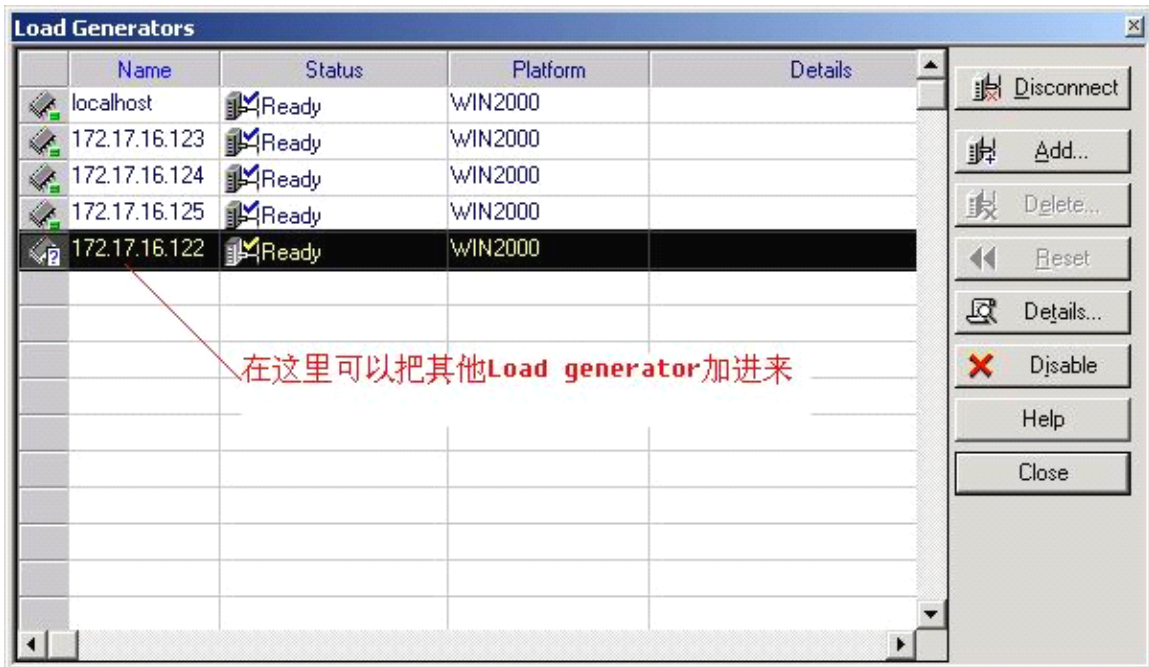 Load Generators
Name Status Platform Details
localhost Ready WIN2000
172.17.16.123 Ready WIN2000
172.17.16.124 Ready WIN2000
172.17.16.125 Ready WIN2000
172.17.16.122 Ready WIN2000
在这里可以把其他Load generator加进来
Disconnect
Add...
Delete...
Reset
Details...
Disable
Help
Close